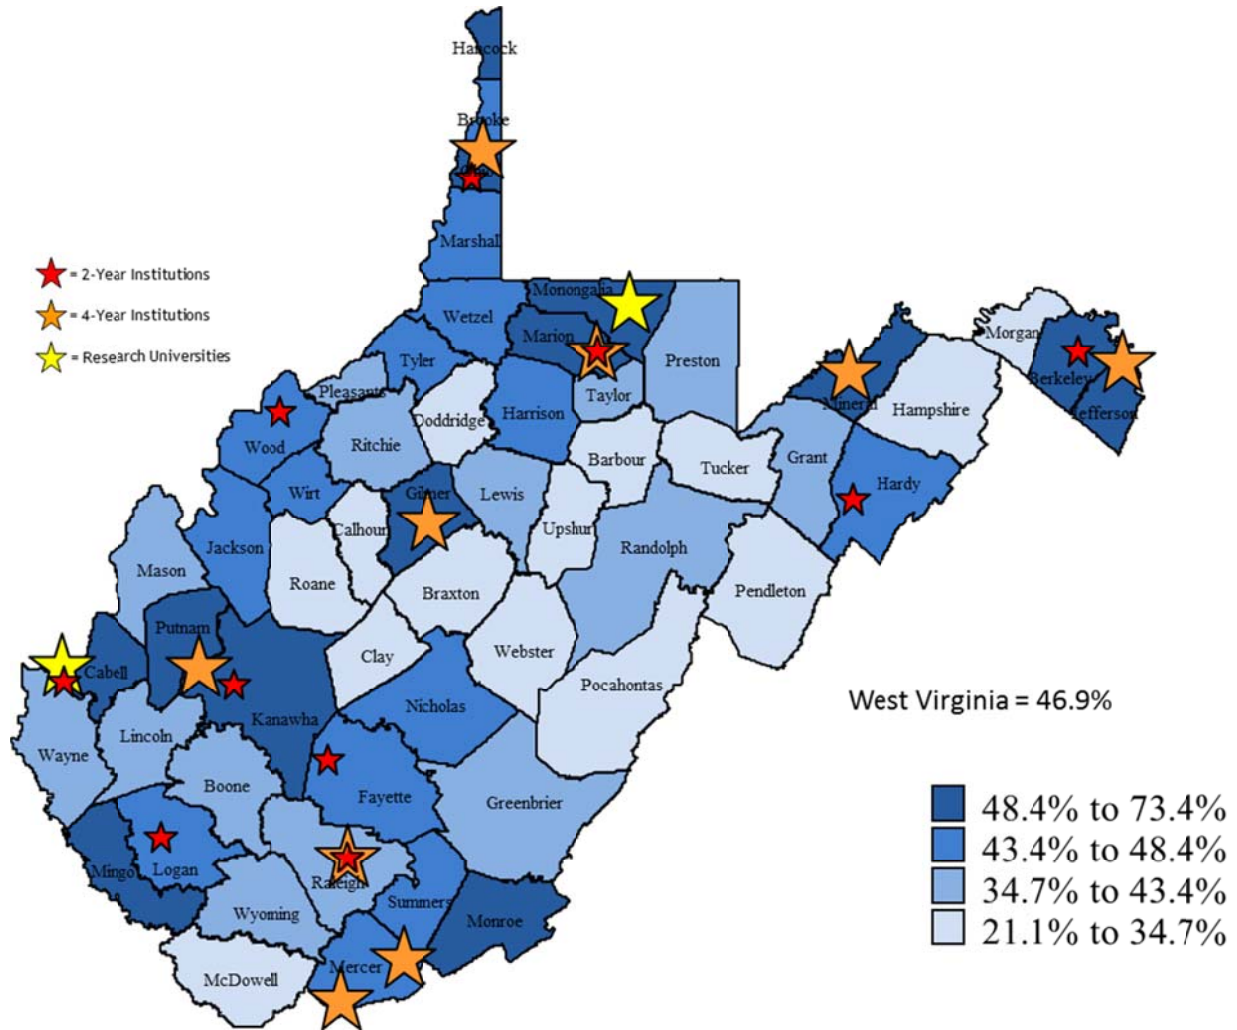 Hancock
Brooke
Ohio
Marshall
= 2-Year Institutions
= 4-Year Institutions
= Research Universities
Wetzel
Monongalia
Marion
Tyler
Pleasants
Preston
Taylor
Morgan
Berkeley
Jefferson
Mineral
Hampshire
Doddridge
Harrison
Wood
Ritchie
Barbour
Tucker
Grant
Hardy
Wirt
Gilmer
Lewis
Upshur
Calhoun
Randolph
Jackson
Mason
Roane
Braxton
Pendleton
Putnam
Clay
Webster
Cabell
Pocahontas
Nicholas
Kanawha
West Virginia = 46.9%
Lincoln
Wayne
Boone
Fayette
Greenbrier
Mingo
Logan
Raleigh
Summers
Wyoming
Monroe
Mercer
McDowell
48.4% to 73.4%
43.4% to 48.4%
34.7% to 43.4%
21.1% to 34.7%